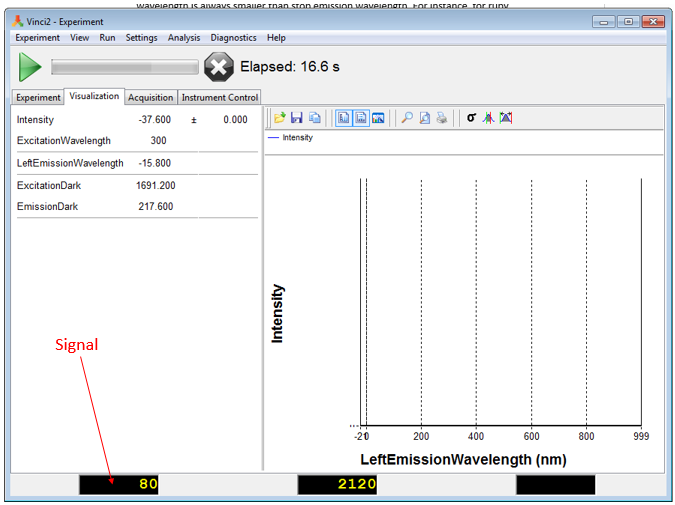 wavelength is always smaller than stop emission wavelength. For instance, for ruby
Vinci2 - Experiment
Experiment View Run Settings Analysis Diagnostics Help
Elapsed: 16.6 s
Experiment Visualization Acquisition Instrument Control
Intensity -37.600 ± 0.000
ExcitationWavelength 300
LeftEmissionWavelength -15.800
ExcitationDark 1691.200
EmissionDark 217.600
σ
Intensity
Intensity
Signal
-21 0 200 400 600 800 999
LeftEmissionWavelength (nm)
80 2120